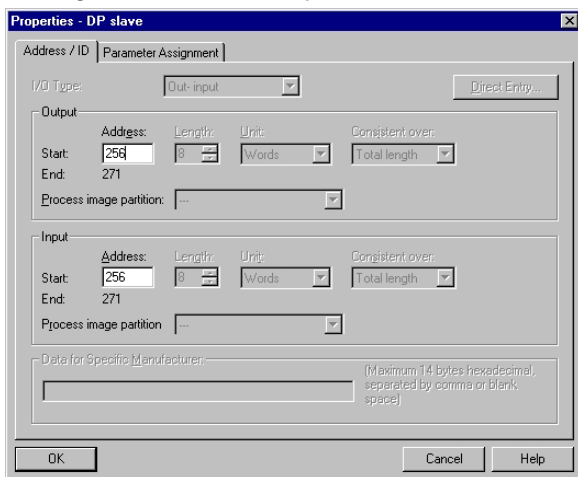 Properties - DP slave
Address / ID Parameter Assignment
I/O Type: Out- input Direct Entry...
Output
Address: Length: Unit: Consistent over:
Start: 256 8 Words Total length
End: 271
Process image partition: ---
Input
Address: Length: Unit: Consistent over:
Start: 256 8 Words Total length
End: 271
Process image partition ---
Data for Specific Manufacturer:
(Maximum 14 bytes hexadecimal,
separated by comma or blank
space)
OK Cancel Help